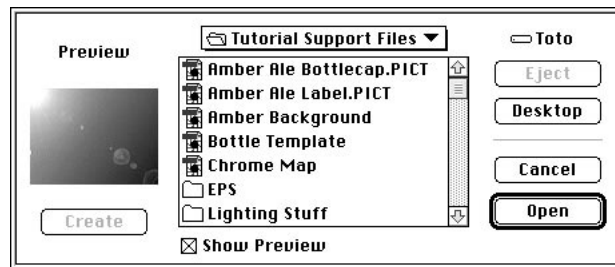 Preview
Create
Tutorial Support Files
Amber Ale Bottlecap.PICT
Amber Ale Label.PICT
Amber Background
Bottle Template
Chrome Map
EPS
Lighting Stuff
Show Preview
Toto
Eject
Desktop
Cancel
Open